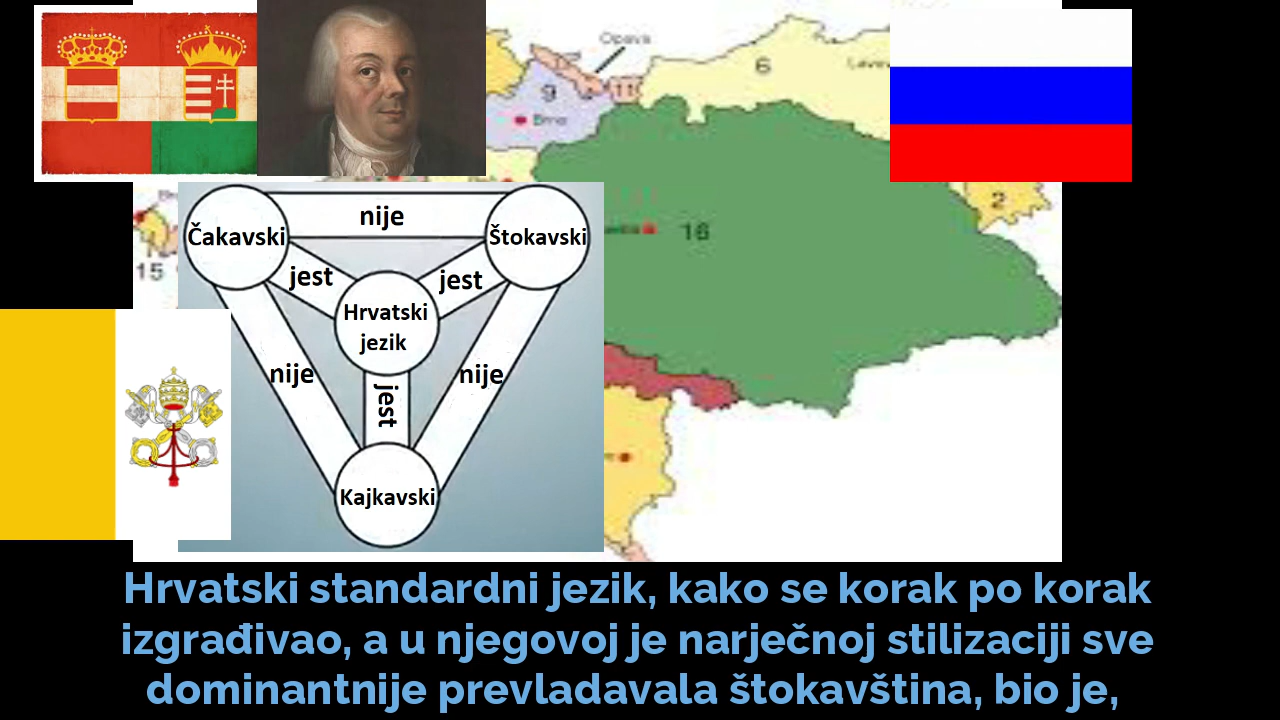 Opava
6
9
11
Brno
2
16
15
Čakavski
nije
Štokavski
jest
jest
Hrvatski
jezik
nije
nije
jest
Kajkavski
Hrvatski standardni jezik, kako se korak po korak
izgrađivao, a u njegovoj je narječnoj stilizaciji sve
dominantnije prevladavala štokavština, bio je,